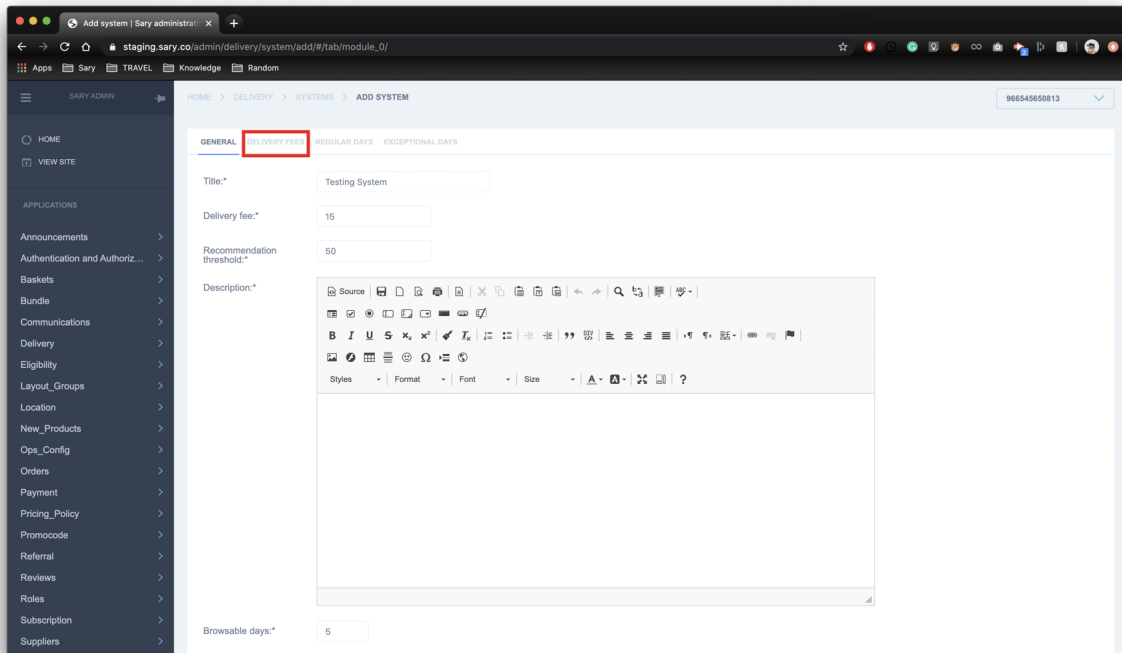 Add system | Sary administrati
staging.sary.co/admin/delivery/system/add/#/tab/module_0/
Apps Sary TRAVEL Knowledge Random
SARY ADMIN
HOME > DELIVERY > SYSTEMS > ADD SYSTEM
966545650813
HOME
VIEW SITE
APPLICATIONS
Announcements
Authentication and Authoriz...
Baskets
Bundle
Communications
Delivery
Eligibility
Layout_Groups
Location
New_Products
Ops_Config
Orders
Payment
Pricing_Policy
Promocode
Referral
Reviews
Roles
Subscription
Suppliers
GENERAL DELIVERY FEES REGULAR DAYS EXCEPTIONAL DAYS
Title:* Testing System
Delivery fee:* 15
Recommendation
threshold:* 50
Description:*
Source
Styles Format Font Size
Browsable days:* 5